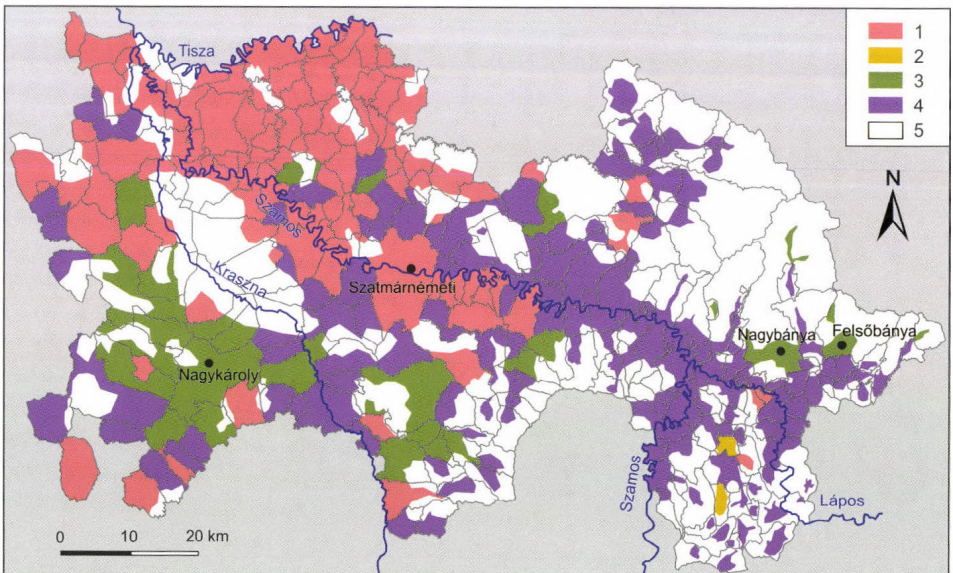 Tisza
1
2
3
4
5
N
Szamos
Kraszna
Szatmárnémeti
Nagybánya
Felsőbánya
Nagykároly
Szamos
Lápos
0 10 20 km